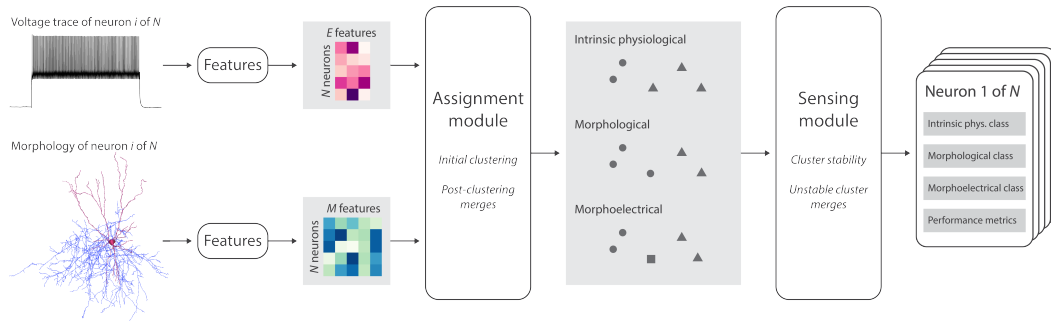 Voltage trace of neuron i of N
Features
E features
N neurons
Morphology of neuron i of N
Features
M features
N neurons
Assignment
module
Initial clustering
Post-clustering
merges
Intrinsic physiological
Morphological
Morphoelectrical
Sensing
module
Cluster stability
Unstable cluster
merges
Neuron 1 of N
Intrinsic phys. class
Morphological class
Morphoelectrical class
Performance metrics